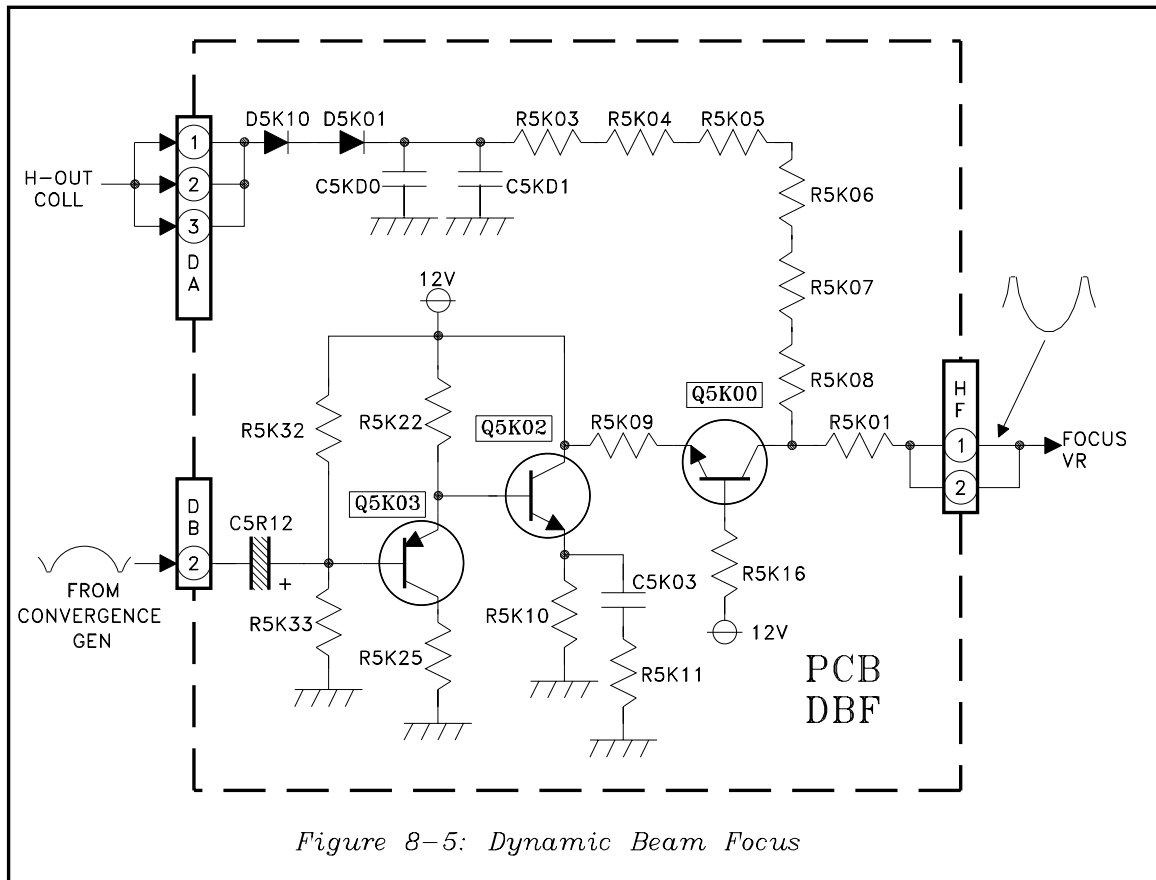 D5K10 D5K01 R5K03 R5K04 R5K05
1
H-OUT
COLL
2
3
D
A
C5KD0 C5KD1
R5K06
R5K07
R5K08
12V
R5K32
R5K22
Q5K02
R5K09
Q5K00
R5K01
H
F
1
2
FOCUS
VR
D
B
2
C5R12
+
Q5K03
FROM
CONVERGENCE
GEN
R5K33
R5K25
R5K10
C5K03
R5K11
R5K16
12V
PCB
DBF
Figure 8-5: Dynamic Beam Focus